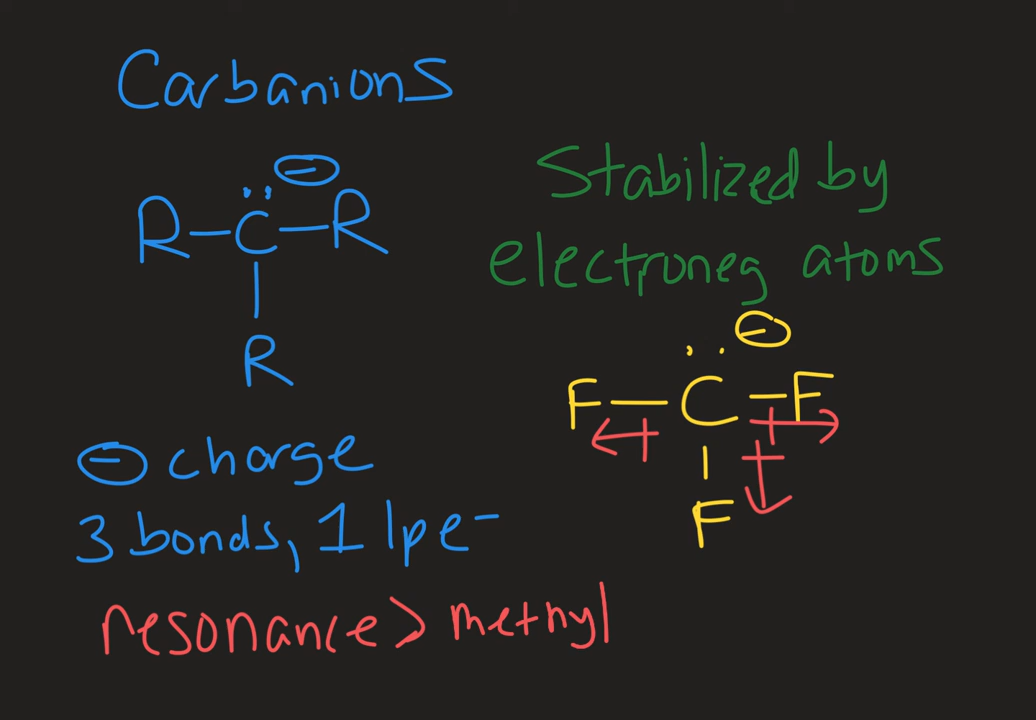 Carbanions
⊖
R–C̈–R
R
⊖ charge
3 bonds, 1 lpe⁻
resonance > methyl
Stabilized by
electroneg atoms
⊖
F–C̈–F
F